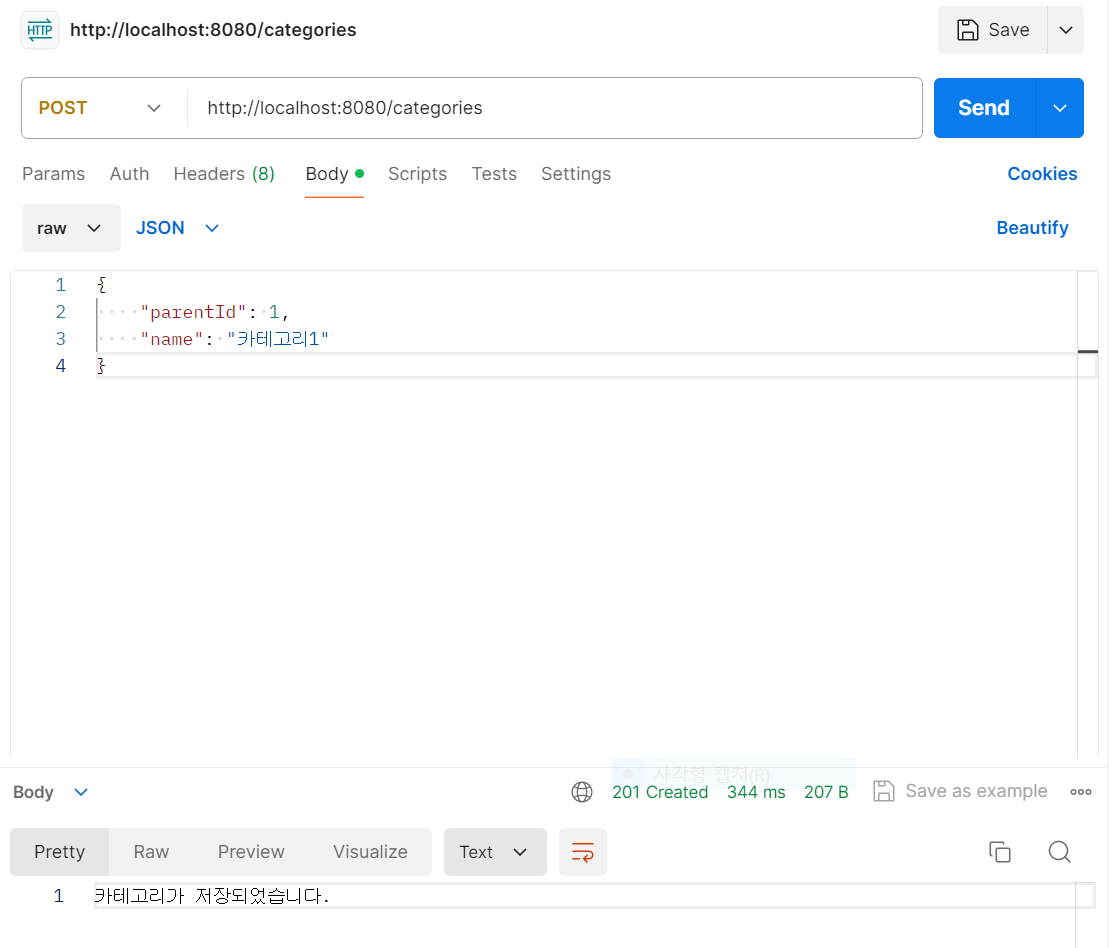 HTTP http://localhost:8080/categories Save
POST http://localhost:8080/categories Send
Params Auth Headers (8) Body Scripts Tests Settings Cookies
raw JSON Beautify
1 {
2 "parentId": 1,
3 "name": "카테고리1"
4 }
사각형 캡처(R)
Body 201 Created 344 ms 207 B Save as example
Pretty Raw Preview Visualize Text
1 카테고리가 저장되었습니다.